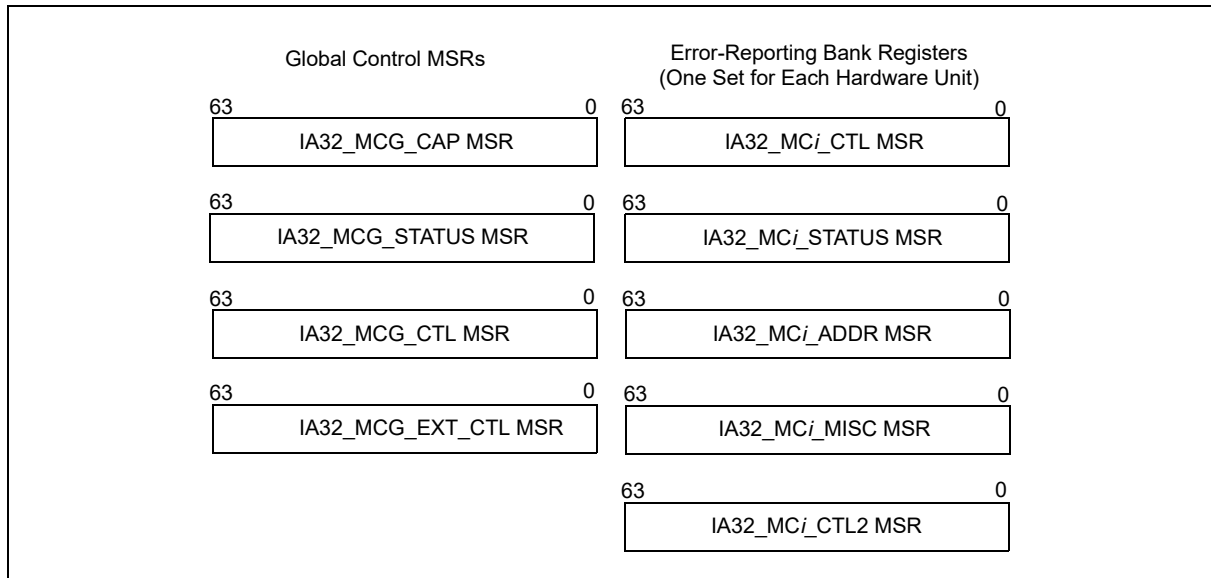 Global Control MSRs
63 0
IA32_MCG_CAP MSR
63 0
IA32_MCG_STATUS MSR
63 0
IA32_MCG_CTL MSR
63 0
IA32_MCG_EXT_CTL MSR
Error-Reporting Bank Registers
(One Set for Each Hardware Unit)
63 0
IA32_MCi_CTL MSR
63 0
IA32_MCi_STATUS MSR
63 0
IA32_MCi_ADDR MSR
63 0
IA32_MCi_MISC MSR
63 0
IA32_MCi_CTL2 MSR